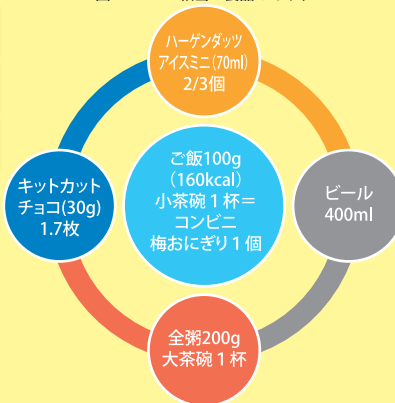 ハーゲンダッツ
アイスミニ(70ml)
2/3個
ご飯100g
(160kcal)
小茶碗1杯＝
コンビニ
梅おにぎり1個
キットカット
チョコ(30g)
1.7枚
ビール
400ml
全粥200g
大茶碗1杯